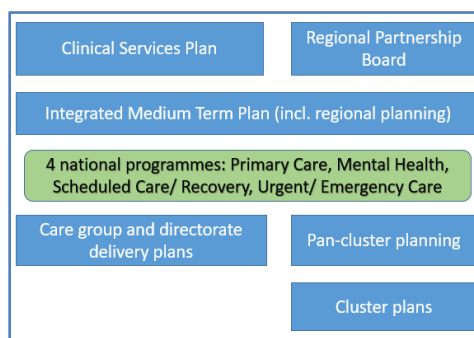 Clinical Services Plan
Regional Partnership
Board
Integrated Medium Term Plan (incl. regional planning)
4 national programmes: Primary Care, Mental Health,
Scheduled Care/ Recovery, Urgent/ Emergency Care
Care group and directorate
delivery plans
Pan-cluster planning
Cluster plans